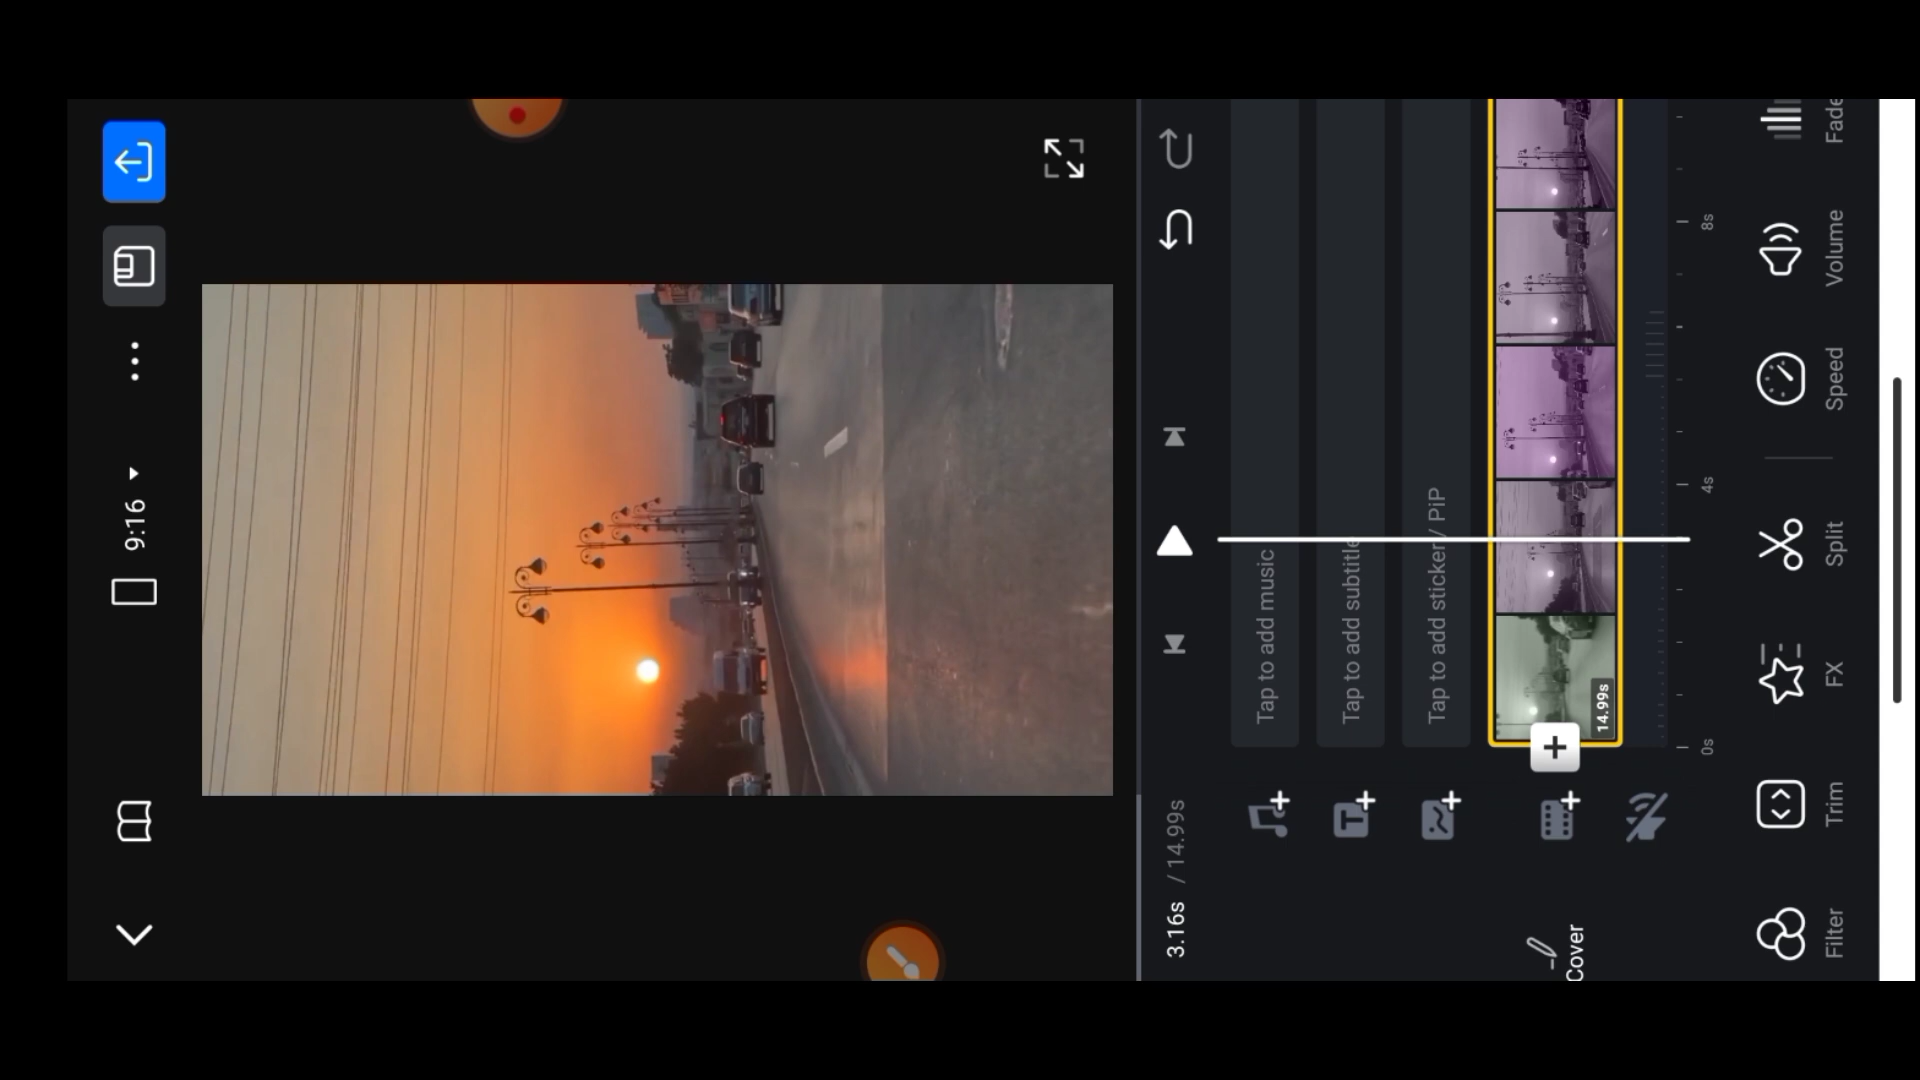 9:16
3.16s / 14.99s
Tap to add music
Tap to add subtitle
Tap to add sticker / PiP
Cover
14.99s
0s
4s
8s
Filter
Trim
FX
Split
Speed
Volume
Fade